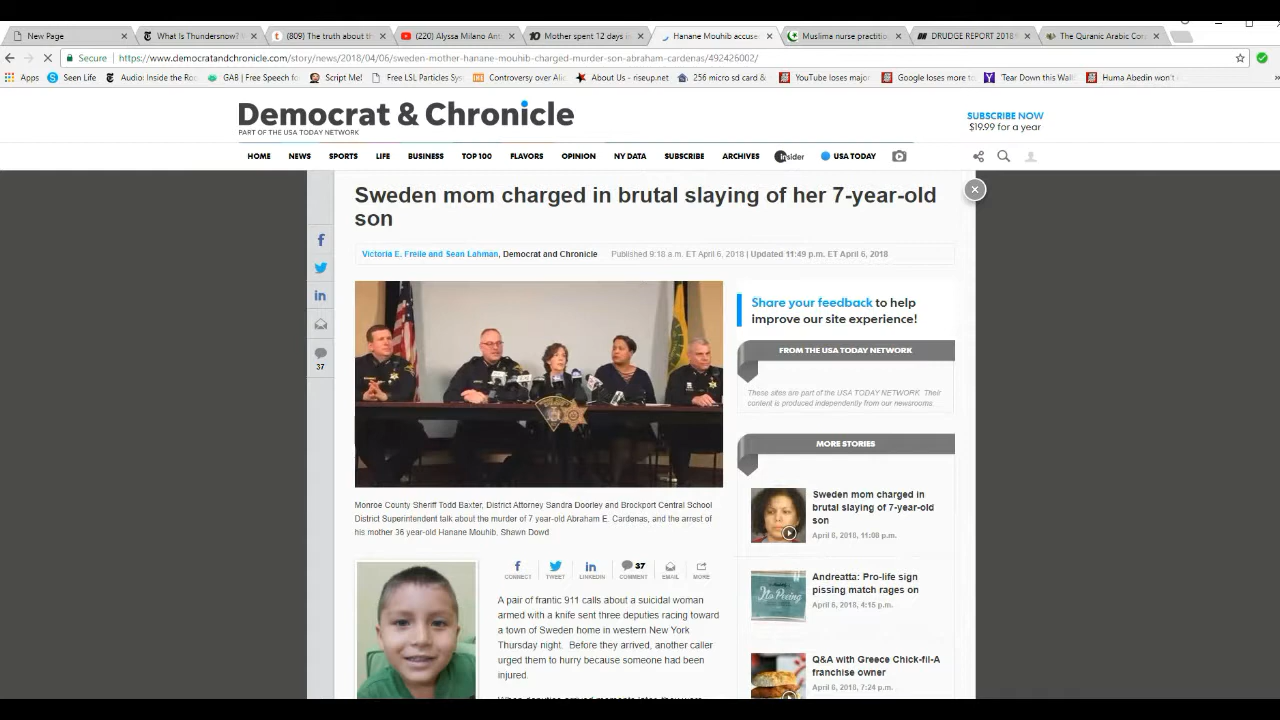 New Page
What Is Thundersnow?
(809) The truth about th
(220) Alyssa Milano Ant
Mother spent 12 days in
Hanane Mouhib accuse
Muslima nurse practitio
DRUDGE REPORT 2018
The Quranic Arabic Cor
Secure
https://www.democratandchronicle.com/story/news/2018/04/06/sweden-mother-hanane-mouhib-charged-murder-son-abraham-cardenas/492426002/
Apps
Seen Life
Audio: Inside the Ro
GAB | Free Speech fo
Script Me!
Free LSL Particles Sys
Controversy over Alie
About Us - riseup.net
256 micro sd card &
YouTube loses major
Google loses more to
Tear Down this Wall
Huma Abedin won't
Democrat & Chronicle
PART OF THE USA TODAY NETWORK
SUBSCRIBE NOW
$19.99 for a year
HOME
NEWS
SPORTS
LIFE
BUSINESS
TOP 100
FLAVORS
OPINION
NY DATA
SUBSCRIBE
ARCHIVES
insider
USA TODAY
Sweden mom charged in brutal slaying of her 7-year-old
son
Victoria E. Freile and Sean Lahman, Democrat and Chronicle
Published 9:18 a.m. ET April 6, 2018 | Updated 11:49 p.m. ET April 6, 2018
37
Monroe County Sheriff Todd Baxter, District Attorney Sandra Doorley and Brockport Central School
District Superintendent talk about the murder of 7 year-old Abraham E. Cardenas, and the arrest of
his mother 36 year-old Hanane Mouhib. Shawn Dowd
CONNECT
TWEET
LINKEDIN
37
COMMENT
EMAIL
MORE
A pair of frantic 911 calls about a suicidal woman
armed with a knife sent three deputies racing toward
a town of Sweden home in western New York
Thursday night. Before they arrived, another caller
urged them to hurry because someone had been
injured.
Share your feedback to help
improve our site experience!
FROM THE USA TODAY NETWORK
These sites are part of the USA TODAY NETWORK. Their
content is produced independently from our newsrooms
MORE STORIES
Sweden mom charged in
brutal slaying of 7-year-old
son
April 6, 2018, 11:08 p.m.
Andreatta: Pro-life sign
pissing match rages on
April 6, 2018, 4:15 p.m.
No Peeing
Q&A with Greece Chick-fil-A
franchise owner
April 6, 2018, 7:24 p.m.